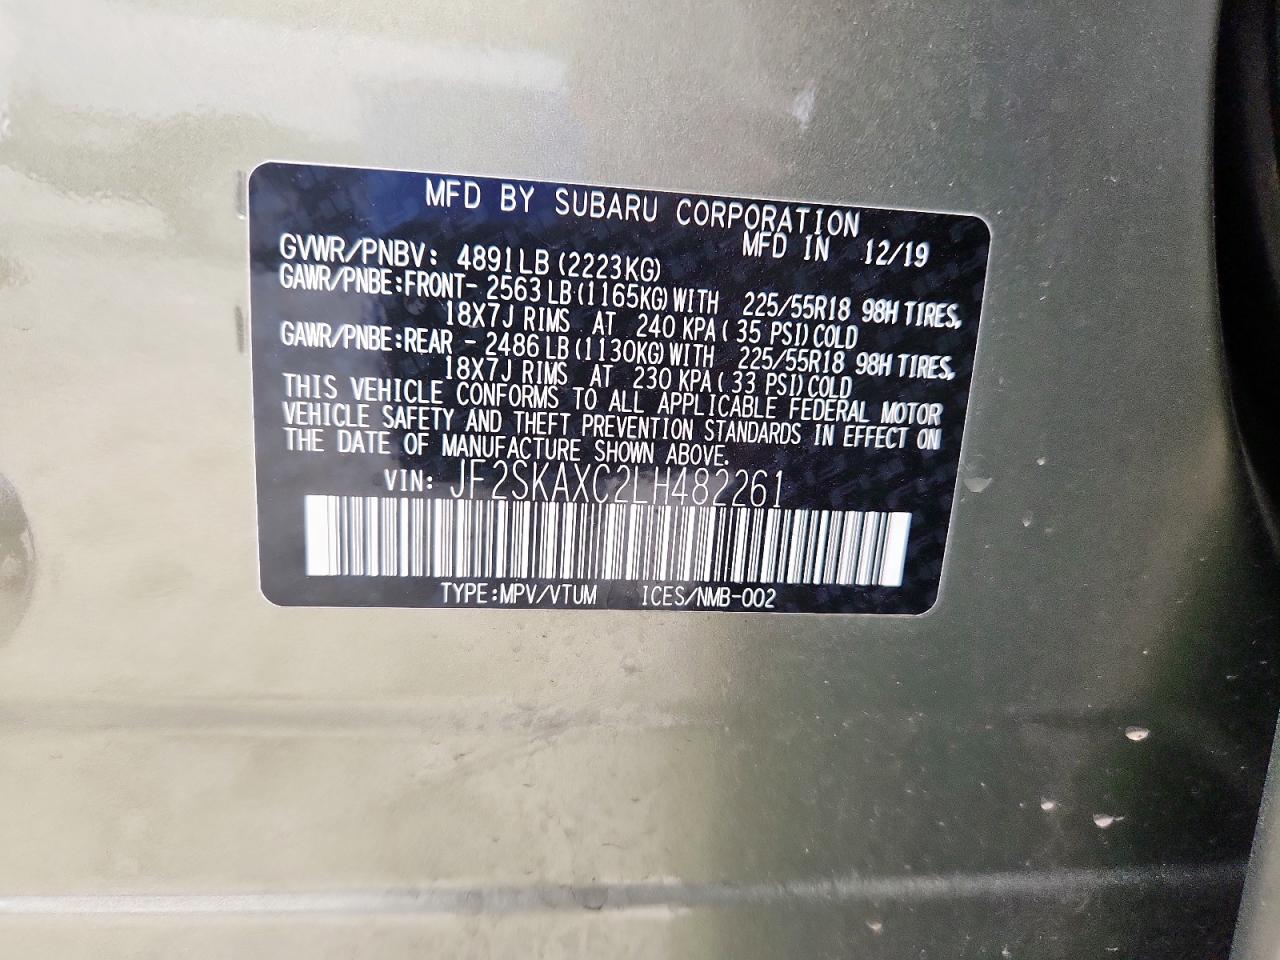 MFD BY SUBARU CORPORATION
MFD IN 12/19
GVWR/PNBV: 4891LB (2223KG)
GAWR/PNBE:FRONT- 2563LB (1165KG) WITH 225/55R18 98H TIRES,
18X7J RIMS AT 240 KPA (35 PSI) COLD
GAWR/PNBE:REAR - 2486LB (1130KG) WITH 225/55R18 98H TIRES,
18X7J RIMS AT 230 KPA (33 PSI) COLD
THIS VEHICLE CONFORMS TO ALL APPLICABLE FEDERAL MOTOR
VEHICLE SAFETY AND THEFT PREVENTION STANDARDS IN EFFECT ON
THE DATE OF MANUFACTURE SHOWN ABOVE.
VIN: JF2SKAXC2LH482261
TYPE:MPV/VTUM ICES/NMB-002